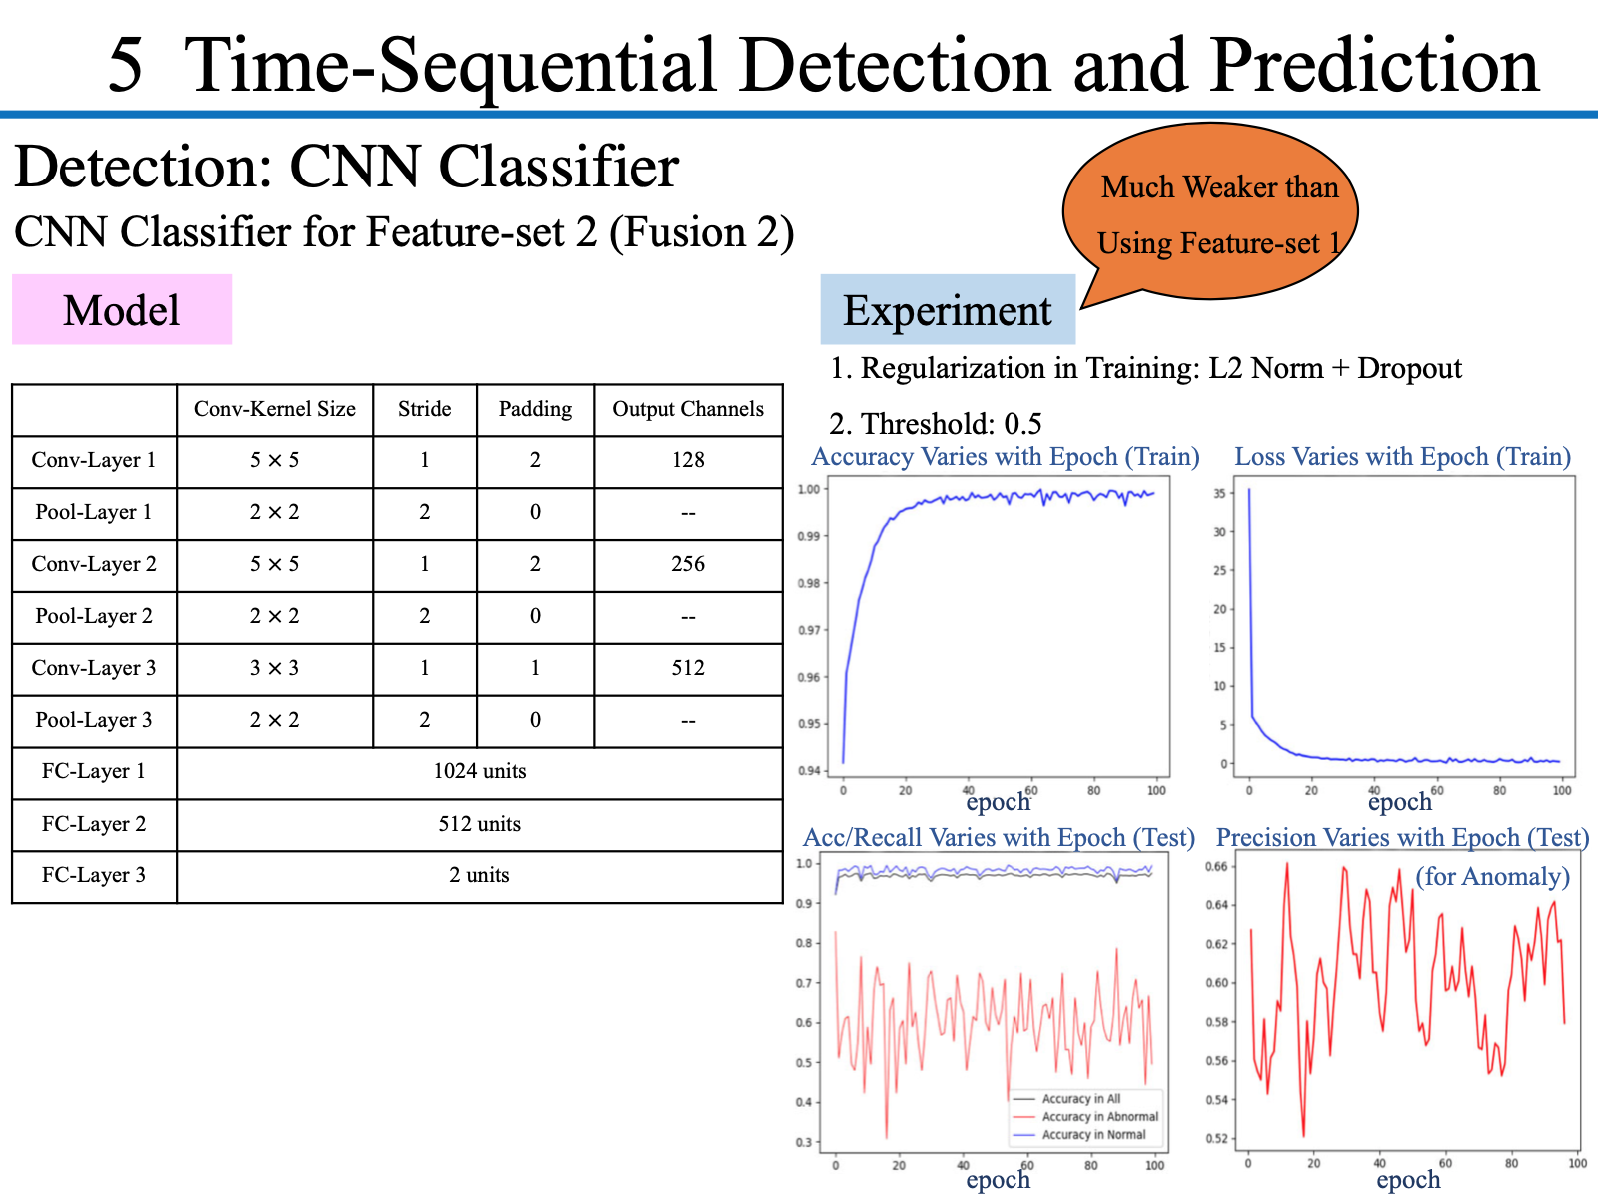 5 Time-Sequential Detection and Prediction
Detection: CNN Classifier
CNN Classifier for Feature-set 2 (Fusion 2)
Much Weaker than
Using Feature-set 1
Model
Experiment
1. Regularization in Training: L2 Norm + Dropout
2. Threshold: 0.5
Conv-Kernel Size Stride Padding Output Channels
Conv-Layer 1 5 × 5 1 2 128
Pool-Layer 1 2 × 2 2 0 --
Conv-Layer 2 5 × 5 1 2 256
Pool-Layer 2 2 × 2 2 0 --
Conv-Layer 3 3 × 3 1 1 512
Pool-Layer 3 2 × 2 2 0 --
FC-Layer 1 1024 units
FC-Layer 2 512 units
FC-Layer 3 2 units
Accuracy Varies with Epoch (Train)
1.00
0.99
0.98
0.97
0.96
0.95
0.94
0 20 40 60 80 100
epoch
Loss Varies with Epoch (Train)
35
30
25
20
15
10
5
0
0 20 40 60 80 100
epoch
Acc/Recall Varies with Epoch (Test)
1.0
0.9
0.8
0.7
0.6
0.5
0.4
0.3
Accuracy in All
Accuracy in Abnormal
Accuracy in Normal
0 20 40 60 80 100
epoch
Precision Varies with Epoch (Test)
(for Anomaly)
0.66
0.64
0.62
0.60
0.58
0.56
0.54
0.52
0 20 40 60 80 100
epoch